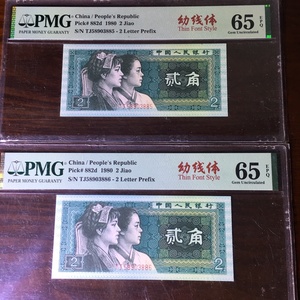 PMG
PAPER MONEY GUARANTY
China / People's Republic
Pick# 882d 1980 2 Jiao
S/N TJ58903885 - 2 Letter Prefix
幼线体
Thin Font Style
65 EPQ
Gem Uncirculated
中国人民银行
贰角
2
2
PMG
PAPER MONEY GUARANTY
China / People's Republic
Pick# 882d 1980 2 Jiao
S/N TJ58903886 - 2 Letter Prefix
幼线体
Thin Font Style
65 EPQ
Gem Uncirculated
中国人民银行
贰角
2
2